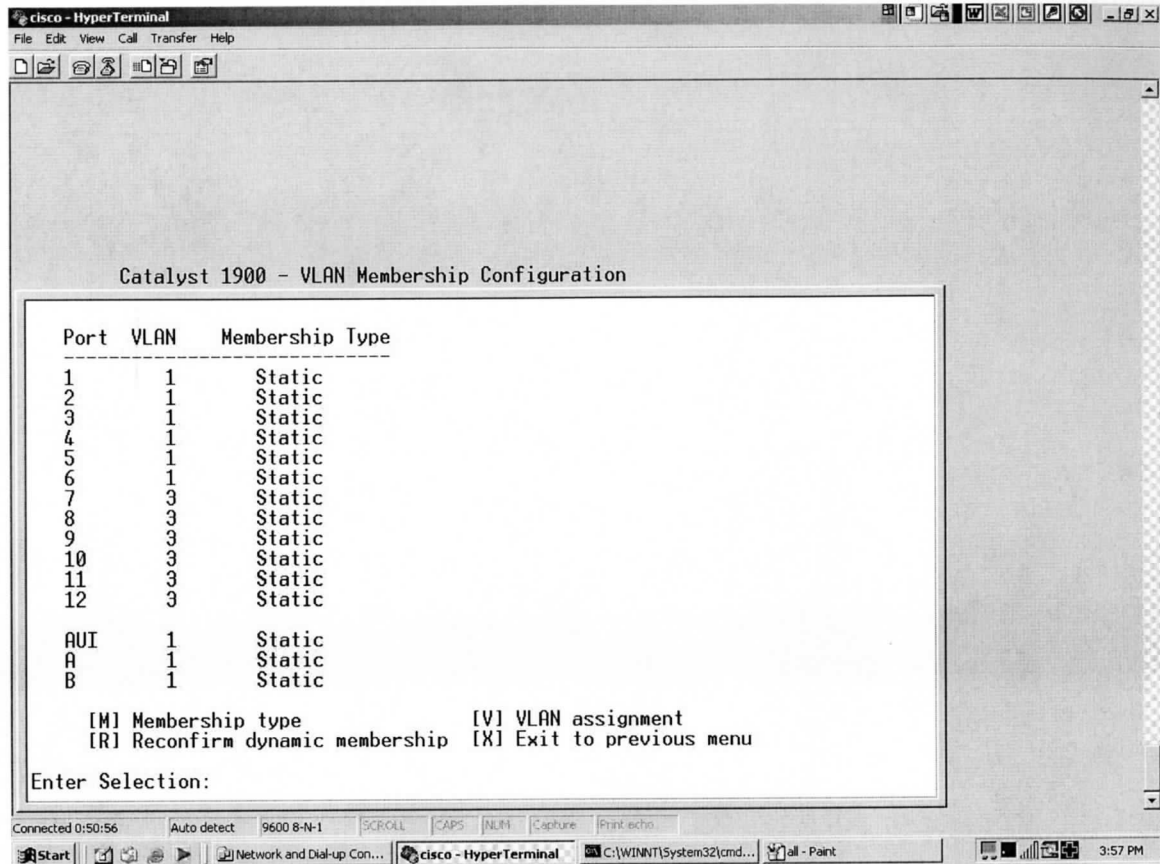 cisco - HyperTerminal
File Edit View Call Transfer Help
Catalyst 1900 - VLAN Membership Configuration
Port VLAN Membership Type
1 1 Static
2 1 Static
3 1 Static
4 1 Static
5 1 Static
6 1 Static
7 3 Static
8 3 Static
9 3 Static
10 3 Static
11 3 Static
12 3 Static
AUI 1 Static
A 1 Static
B 1 Static
[M] Membership type [V] VLAN assignment
[R] Reconfirm dynamic membership [X] Exit to previous menu
Enter Selection:
Connected 0:50:56 Auto detect 9600 8-N-1 SCROLL CAPS NUM Capture Print echo
Start Network and Dial-up Con... cisco - HyperTerminal C:\WINNT\System32\cmd... all - Paint 3:57 PM